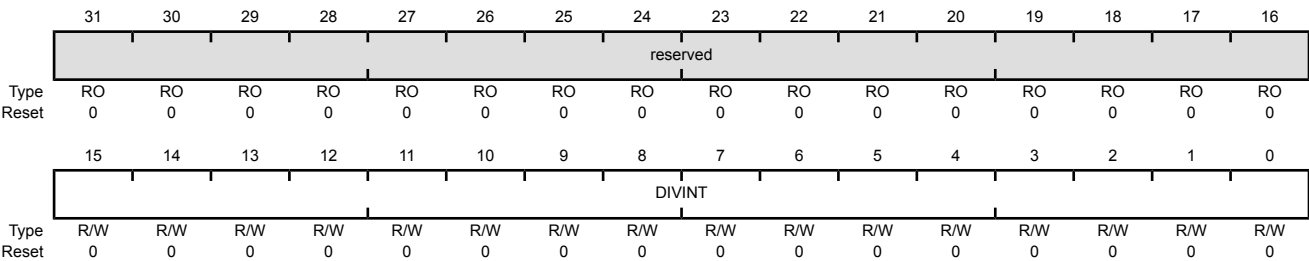 31 30 29 28 27 26 25 24 23 22 21 20 19 18 17 16
reserved
Type RO RO RO RO RO RO RO RO RO RO RO RO RO RO RO RO
Reset 0 0 0 0 0 0 0 0 0 0 0 0 0 0 0 0
15 14 13 12 11 10 9 8 7 6 5 4 3 2 1 0
DIVINT
Type R/W R/W R/W R/W R/W R/W R/W R/W R/W R/W R/W R/W R/W R/W R/W R/W
Reset 0 0 0 0 0 0 0 0 0 0 0 0 0 0 0 0